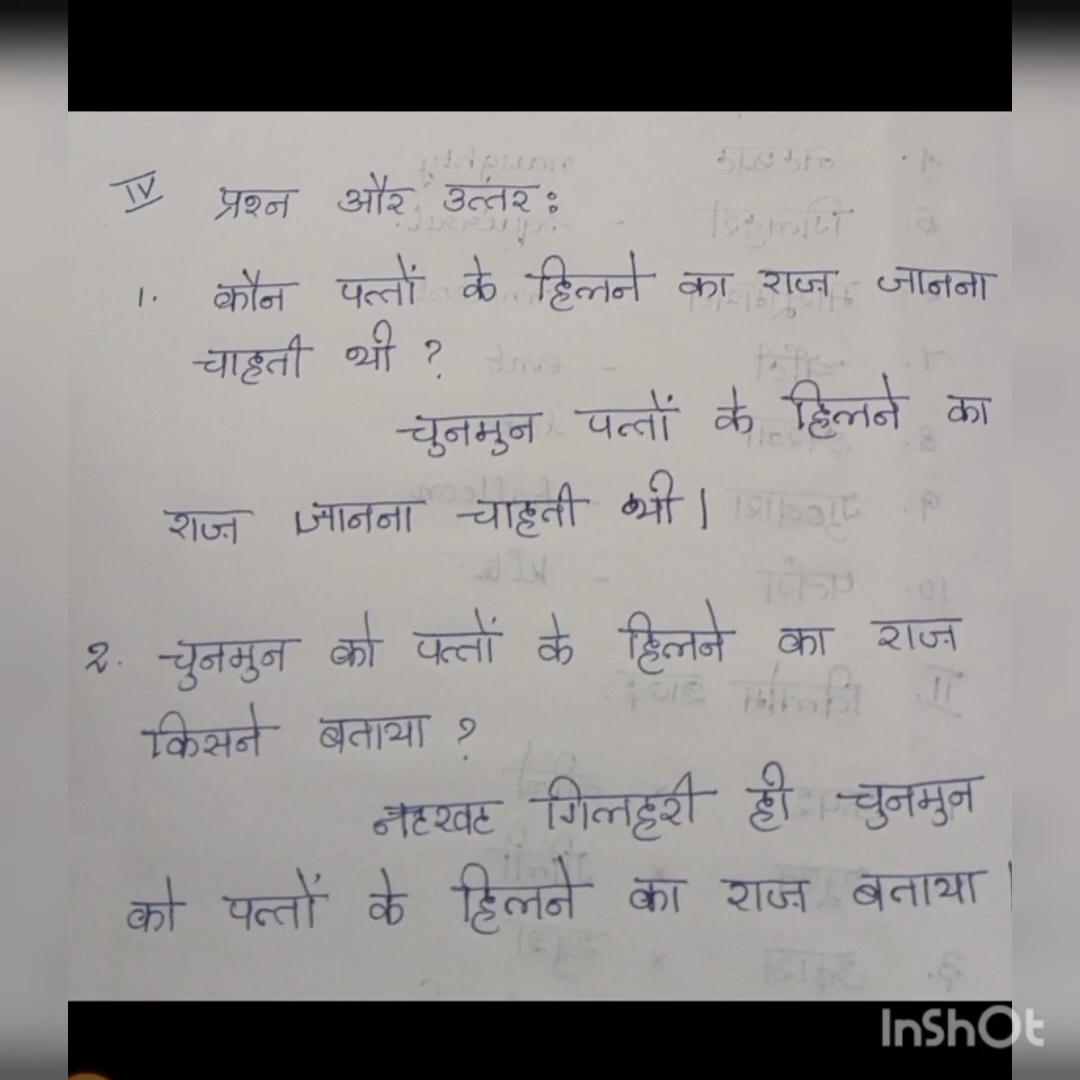 IV प्रश्न और उत्तर :
1. कौन पत्तों के हिलने का राज़ जानना
चाहती थी ?
चुनमुन पत्तों के हिलने का
राज़ जानना चाहती थी |
2. चुनमुन को पत्तों के हिलने का राज़
किसने बताया ?
नटखट गिलहरी ही चुनमुन
को पत्तों के हिलने का राज़ बताया |
InShOt